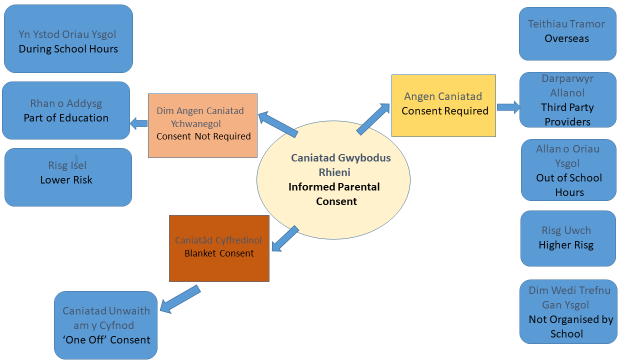 Yn Ystod Oriau Ysgol
During School Hours
Rhan o Addysg
Part of Education
Risg Isel
Lower Risk
Dim Angen Caniatad
Ychwanegol
Consent Not Required
Caniatad Gwybodus
Rhieni
Informed Parental
Consent
Caniatâd Cyffredinol
Blanket Consent
Caniatad Unwaith
am y Cyfnod
‘One Off’ Consent
Angen Caniatad
Consent Required
Teithiau Tramor
Overseas
Darparwyr
Allanol
Third Party
Providers
Allan o Oriau
Ysgol
Out of School
Hours
Risg Uwch
Higher Risg
Dim Wedi Trefnu
Gan Ysgol
Not Organised by
School